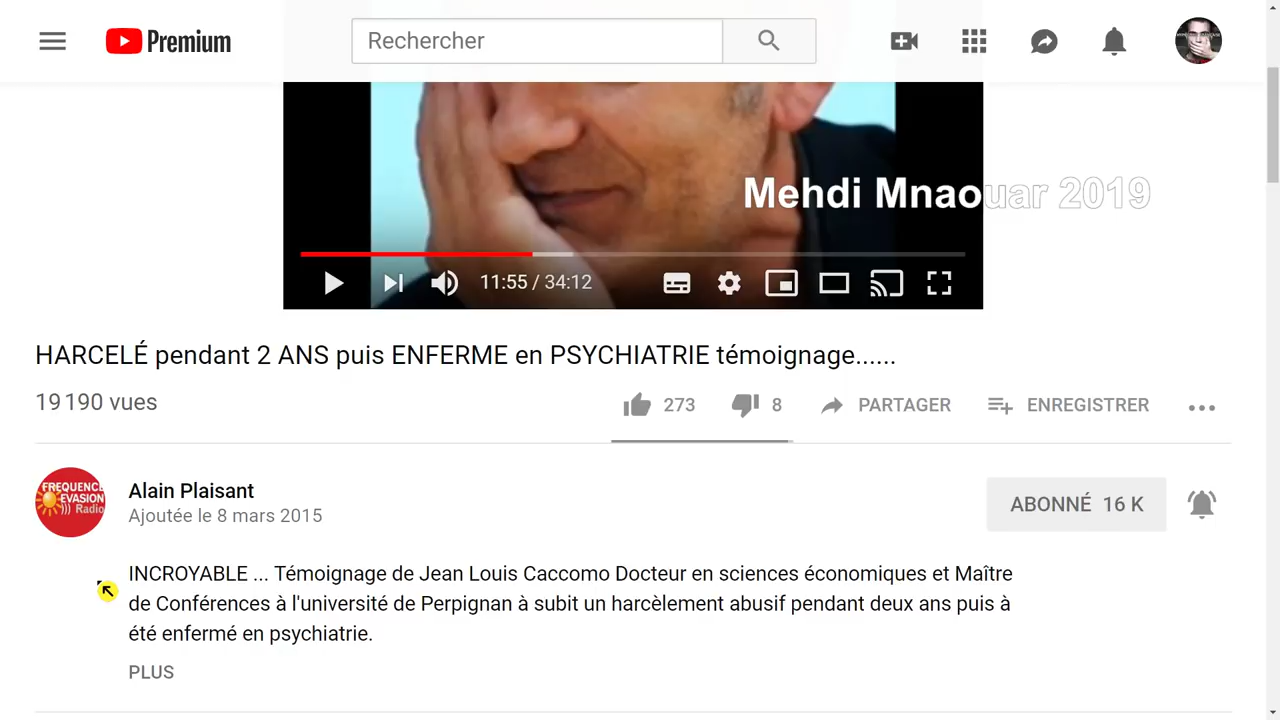 Premium
Rechercher
Mehdi Mnaouar 2019
11:55 / 34:12
HARCELÉ pendant 2 ANS puis ENFERME en PSYCHIATRIE témoignage......
19 190 vues
273
8
PARTAGER
ENREGISTRER
FREQUENCE
EVASION
Radio
Alain Plaisant
Ajoutée le 8 mars 2015
ABONNÉ 16 K
INCROYABLE ... Témoignage de Jean Louis Caccomo Docteur en sciences économiques et Maître
de Conférences à l'université de Perpignan à subit un harcèlement abusif pendant deux ans puis à
été enfermé en psychiatrie.
PLUS